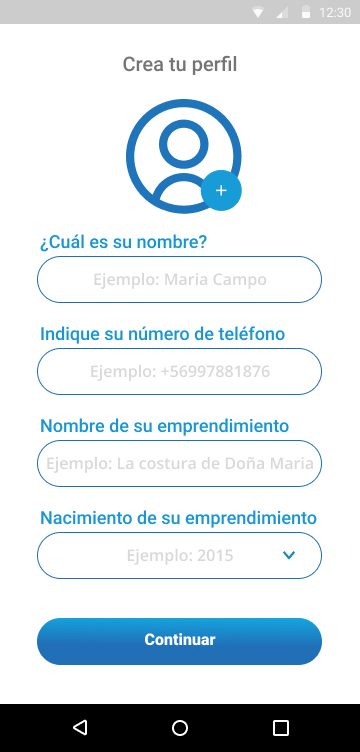 12:30
Crea tu perfil
+
¿Cuál es su nombre?
Ejemplo: Maria Campo
Indique su número de teléfono
Ejemplo: +56997881876
Nombre de su emprendimiento
Ejemplo: La costura de Doña Maria
Nacimiento de su emprendimiento
Ejemplo: 2015
Continuar